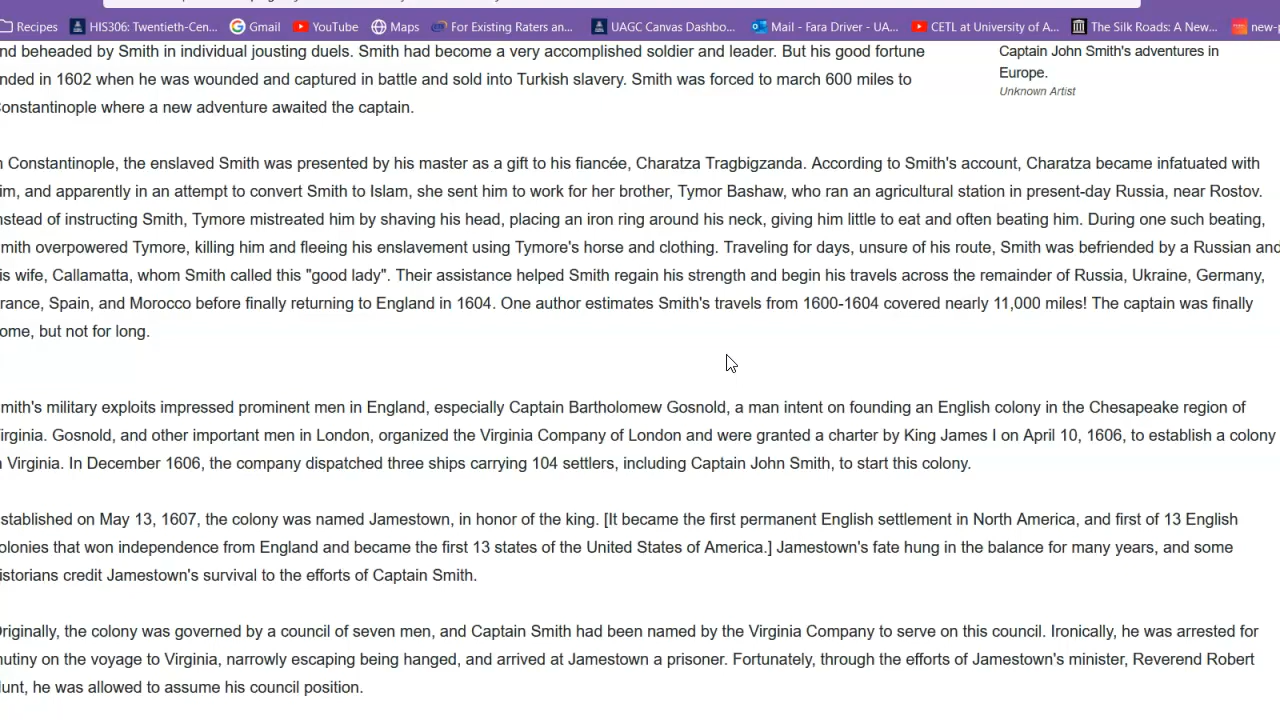 Recipes HIS306: Twentieth-Cen... Gmail YouTube Maps For Existing Raters an... UAGC Canvas Dashbo... Mail - Fara Driver - UA... CETL at University of A... The Silk Roads: A New... new-p
nd beheaded by Smith in individual jousting duels. Smith had become a very accomplished soldier and leader. But his good fortune
nded in 1602 when he was wounded and captured in battle and sold into Turkish slavery. Smith was forced to march 600 miles to
onstantinople where a new adventure awaited the captain.
Captain John Smith's adventures in
Europe.
Unknown Artist
n Constantinople, the enslaved Smith was presented by his master as a gift to his fiancée, Charatza Tragbigzanda. According to Smith's account, Charatza became infatuated with
im, and apparently in an attempt to convert Smith to Islam, she sent him to work for her brother, Tymor Bashaw, who ran an agricultural station in present-day Russia, near Rostov.
nstead of instructing Smith, Tymore mistreated him by shaving his head, placing an iron ring around his neck, giving him little to eat and often beating him. During one such beating,
mith overpowered Tymore, killing him and fleeing his enslavement using Tymore's horse and clothing. Traveling for days, unsure of his route, Smith was befriended by a Russian and
is wife, Callamatta, whom Smith called this "good lady". Their assistance helped Smith regain his strength and begin his travels across the remainder of Russia, Ukraine, Germany,
rance, Spain, and Morocco before finally returning to England in 1604. One author estimates Smith's travels from 1600-1604 covered nearly 11,000 miles! The captain was finally
ome, but not for long.
mith's military exploits impressed prominent men in England, especially Captain Bartholomew Gosnold, a man intent on founding an English colony in the Chesapeake region of
irginia. Gosnold, and other important men in London, organized the Virginia Company of London and were granted a charter by King James I on April 10, 1606, to establish a colony
n Virginia. In December 1606, the company dispatched three ships carrying 104 settlers, including Captain John Smith, to start this colony.
stablished on May 13, 1607, the colony was named Jamestown, in honor of the king. [It became the first permanent English settlement in North America, and first of 13 English
olonies that won independence from England and became the first 13 states of the United States of America.] Jamestown's fate hung in the balance for many years, and some
istorians credit Jamestown's survival to the efforts of Captain Smith.
Originally, the colony was governed by a council of seven men, and Captain Smith had been named by the Virginia Company to serve on this council. Ironically, he was arrested for
mutiny on the voyage to Virginia, narrowly escaping being hanged, and arrived at Jamestown a prisoner. Fortunately, through the efforts of Jamestown's minister, Reverend Robert
Hunt, he was allowed to assume his council position.